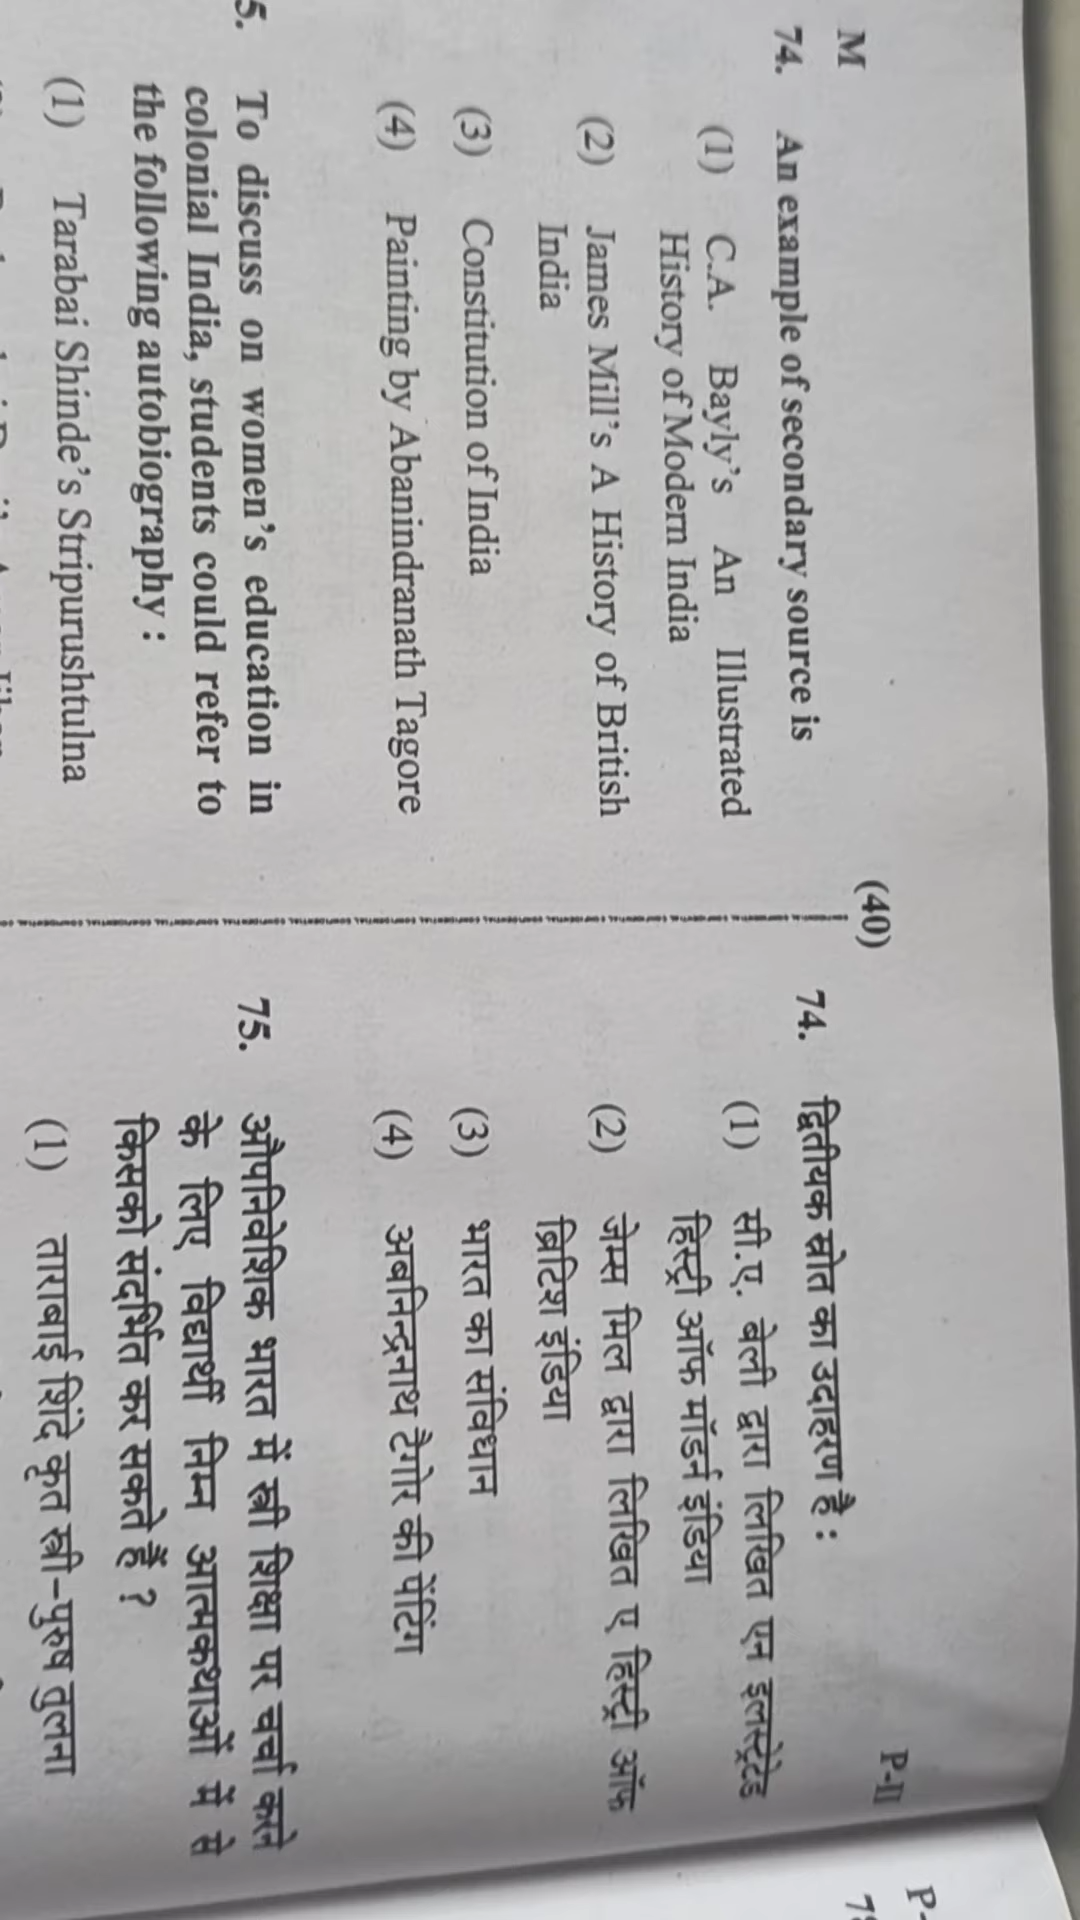 M
(40)
P-II
74. An example of secondary source is
(1) C.A. Bayly's An Illustrated
History of Modern India
(2) James Mill's A History of British
India
(3) Constitution of India
(4) Painting by Abanindranath Tagore
5. To discuss on women's education in
colonial India, students could refer to
the following autobiography :
(1) Tarabai Shinde's Stripurushtulna
74. द्वितीयक स्रोत का उदाहरण है :
(1) सी.ए. बेली द्वारा लिखित एन इलस्ट्रेटेड
हिस्ट्री ऑफ मॉडर्न इंडिया
(2) जेम्स मिल द्वारा लिखित ए हिस्ट्री ऑफ
ब्रिटिश इंडिया
(3) भारत का संविधान
(4) अबनिन्द्रनाथ टैगोर की पेंटिंग
75. औपनिवेशिक भारत में स्त्री शिक्षा पर चर्चा करने
के लिए विद्यार्थी निम्न आत्मकथाओं में से
किसको संदर्भित कर सकते हैं ?
(1) ताराबाई शिंदे कृत स्त्री-पुरुष तुलना
P-